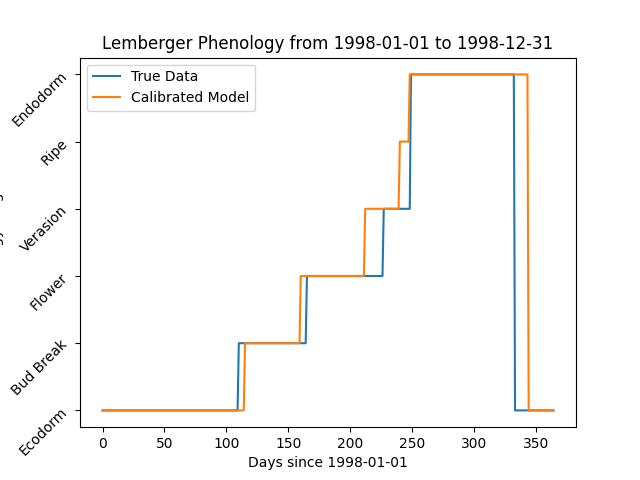 Lemberger Phenology from 1998-01-01 to 1998-12-31
True Data
Calibrated Model
Endodorm
Ripe
Verasion
Flower
Bud Break
Ecodorm
0 50 100 150 200 250 300 350
Days since 1998-01-01